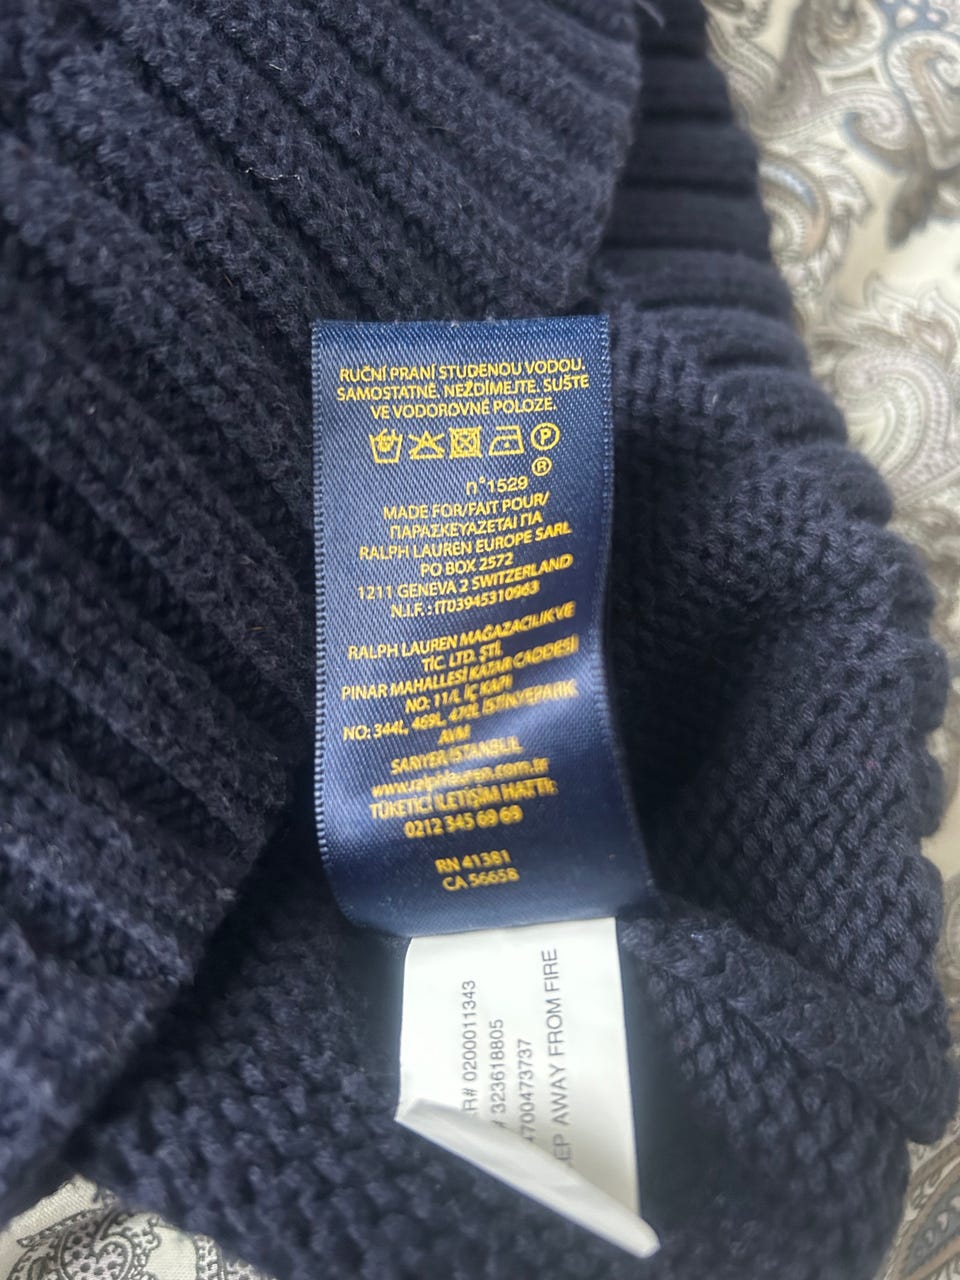 RUČNÍ PRANÍ STUDENOU VODOU.
SAMOSTATNĚ. NEŽDÍMEJTE. SUŠTE
VE VODOROVNÉ POLOZE.
P
®
n°1529
MADE FOR/FAIT POUR/
ΠΑΡΑΣΚΕΥΑΖΕΤΑΙ ΓΙΑ
RALPH LAUREN EUROPE SARL
PO BOX 2572
1211 GENEVA 2 SWITZERLAND
N.I.F.: IT03945310963
RALPH LAUREN MAĞAZACILIK VE
TİC. LTD. ŞTİ.
PINAR MAHALLESİ KATAR CADDESİ
NO: 11/L İÇ KAPI
NO: 344L, 469L, 470L İSTİNYEPARK
AVM
SARIYER, İSTANBUL
www.ralphlauren.com.tr
TÜKETİCİ İLETİŞİM HATTI:
0212 345 69 69
RN 41381
CA 56658
R# 0200011343
# 323618805
4700473737
EEP AWAY FROM FIRE